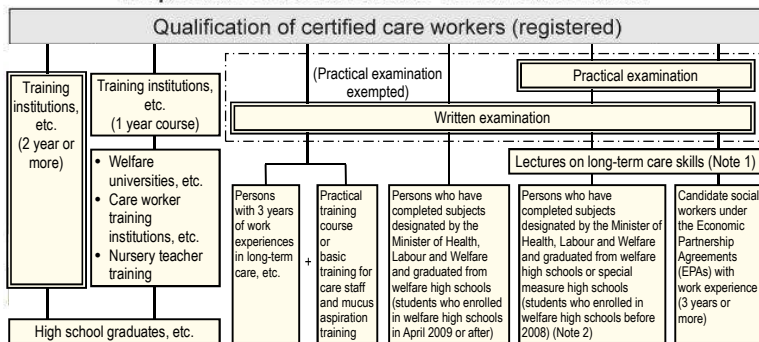 Qualification of certified care workers (registered)
Training
institutions,
etc.
(2 year or
more)
Training institutions,
etc.
(1 year course)
• Welfare
universities, etc.
• Care worker
training
institutions, etc.
• Nursery teacher
training
High school graduates, etc.
(Practical examination
exempted)
Practical examination
Written examination
Lectures on long-term care skills (Note 1)
Persons
with 3 years
of work
experiences
in long-term
care, etc.
+
Practical
training
course
or
basic
training for
care staff
and mucus
aspiration
training
Persons who have
completed subjects
designated by the
Minister of Health,
Labour and Welfare
and graduated from
welfare high schools
(students who enrolled
in welfare high schools
in April 2009 or after)
Persons who have
completed subjects
designated by the Minister of
Health, Labour and Welfare
and graduated from welfare
high schools or special
measure high schools
(students who enrolled in
welfare high schools before
2008) (Note 2)
Candidate social
workers under
the Economic
Partnership
Agreements
(EPAs) with
work experience
(3 years or
more)